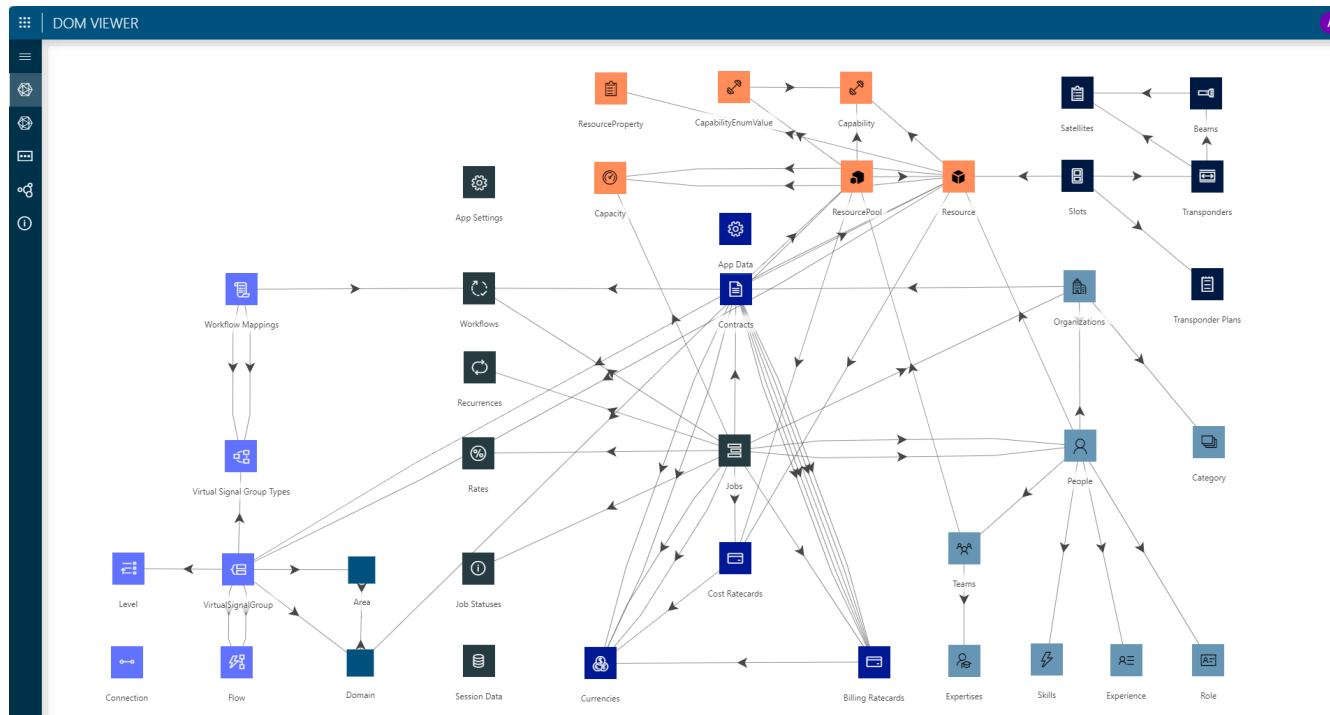 DOM VIEWER
ResourceProperty
CapabilityEnumValue
Capability
Satellites
Beams
App Settings
Capacity
ResourcePool
Resource
Slots
Transponders
App Data
Workflow Mappings
Workflows
Contracts
Organizations
Transponder Plans
Recurrences
Virtual Signal Group Types
Rates
Jobs
People
Category
Level
VirtualSignalGroup
Area
Job Statuses
Cost Ratecards
Teams
Connection
Flow
Domain
Session Data
Currencies
Billing Ratecards
Expertises
Skills
Experience
Role